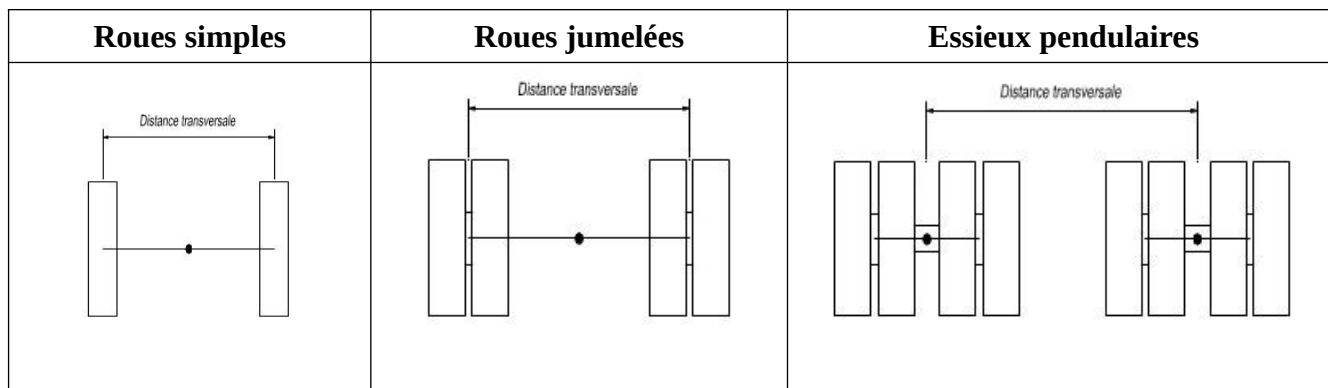 Roues simples
Roues jumelées
Essieux pendulaires
Distance transversale
Distance transversale
Distance transversale